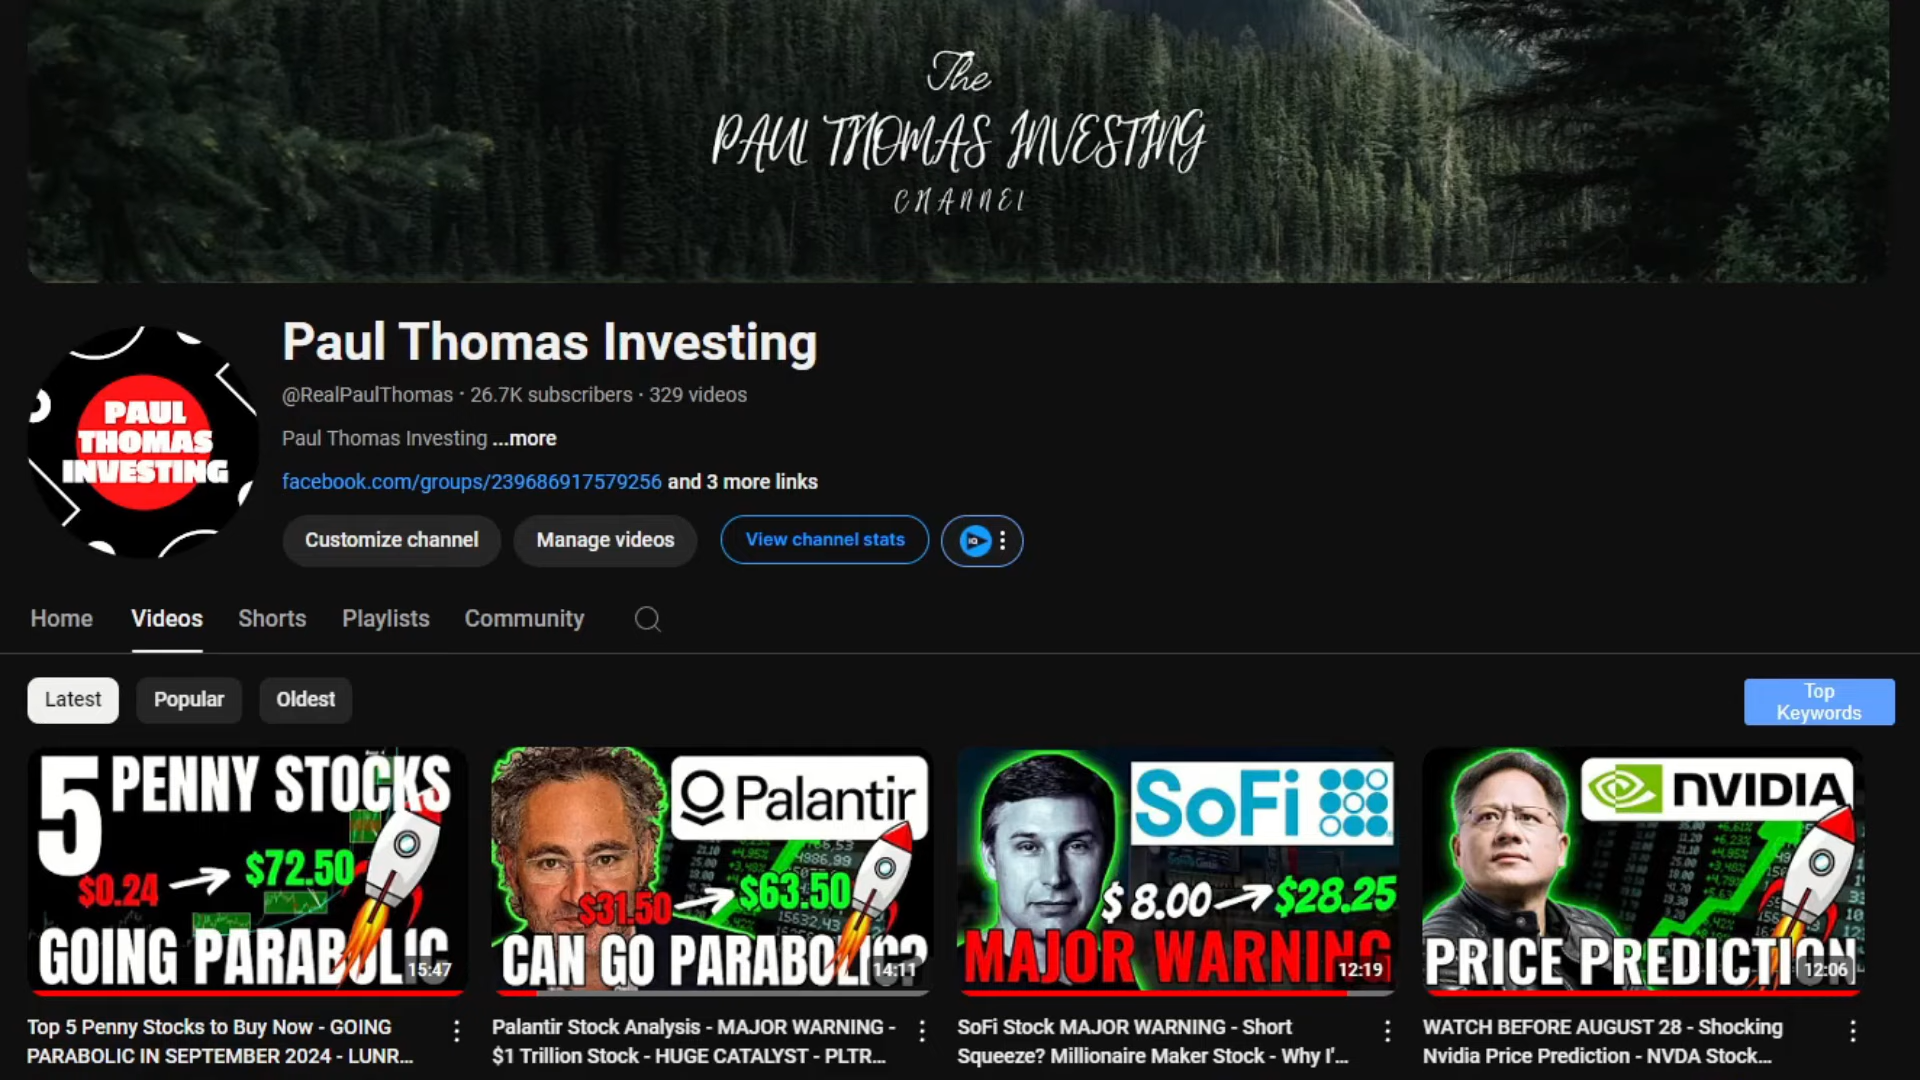 The
PAUL THOMAS INVESTING
CHANNEL
Paul Thomas Investing
@RealPaulThomas · 26.7K subscribers · 329 videos
Paul Thomas Investing ...more
facebook.com/groups/239686917579256 and 3 more links
PAUL
THOMAS
INVESTING
Customize channel
Manage videos
View channel stats
IQ
Home
Videos
Shorts
Playlists
Community
Latest
Popular
Oldest
Top
Keywords
5 PENNY STOCKS
$0.24
$72.50
GOING PARABOLIC
15:47
Palantir
$31.50
$63.50
CAN GO PARABOLIC?
14:11
SoFi
$8.00
$28.25
MAJOR WARNING
12:19
NVIDIA
PRICE PREDICTION
12:06
Top 5 Penny Stocks to Buy Now - GOING
PARABOLIC IN SEPTEMBER 2024 - LUNR...
Palantir Stock Analysis - MAJOR WARNING -
$1 Trillion Stock - HUGE CATALYST - PLTR...
SoFi Stock MAJOR WARNING - Short
Squeeze? Millionaire Maker Stock - Why I'...
WATCH BEFORE AUGUST 28 - Shocking
Nvidia Price Prediction - NVDA Stock...